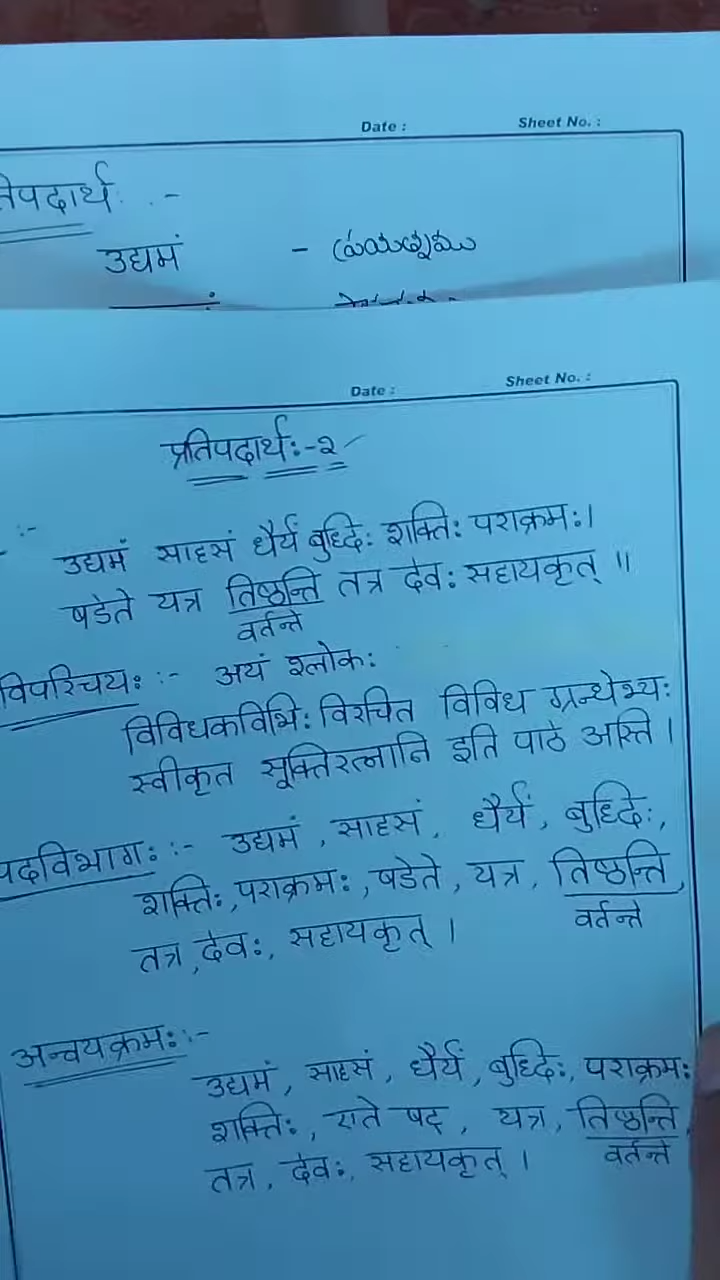 Date : Sheet No. :
तिपदार्थ :-
उद्यमं - ప్రయత్నము
Date : Sheet No. :
प्रतिपदार्थः-२
:-
उद्यमं साहसं धैर्यं बुध्दिः शक्तिः पराक्रमः।
षडेते यत्र तिष्ठन्ति तत्र देवः सहायकृत् ॥
वर्तन्ते
विपरिचयः :- अयं श्लोकः
विविधकविभिः विरचित विविध ग्रन्थेभ्यः
स्वीकृत सूक्तिरत्नानि इति पाठे अस्ति।
पदविभागः :- उद्यमं , साहसं , धैर्यं , बुध्दिः,
शक्तिः, पराक्रमः, षडेते , यत्र , तिष्ठन्ति,
वर्तन्ते
तत्र, देवः, सहायकृत् ।
अन्वयक्रमः :-
उद्यमं , साहसं , धैर्यं , बुध्दिः, पराक्रमः
शक्तिः, एते षट् , यत्र, तिष्ठन्ति,
वर्तन्ते
तत्र, देवः, सहायकृत् ।